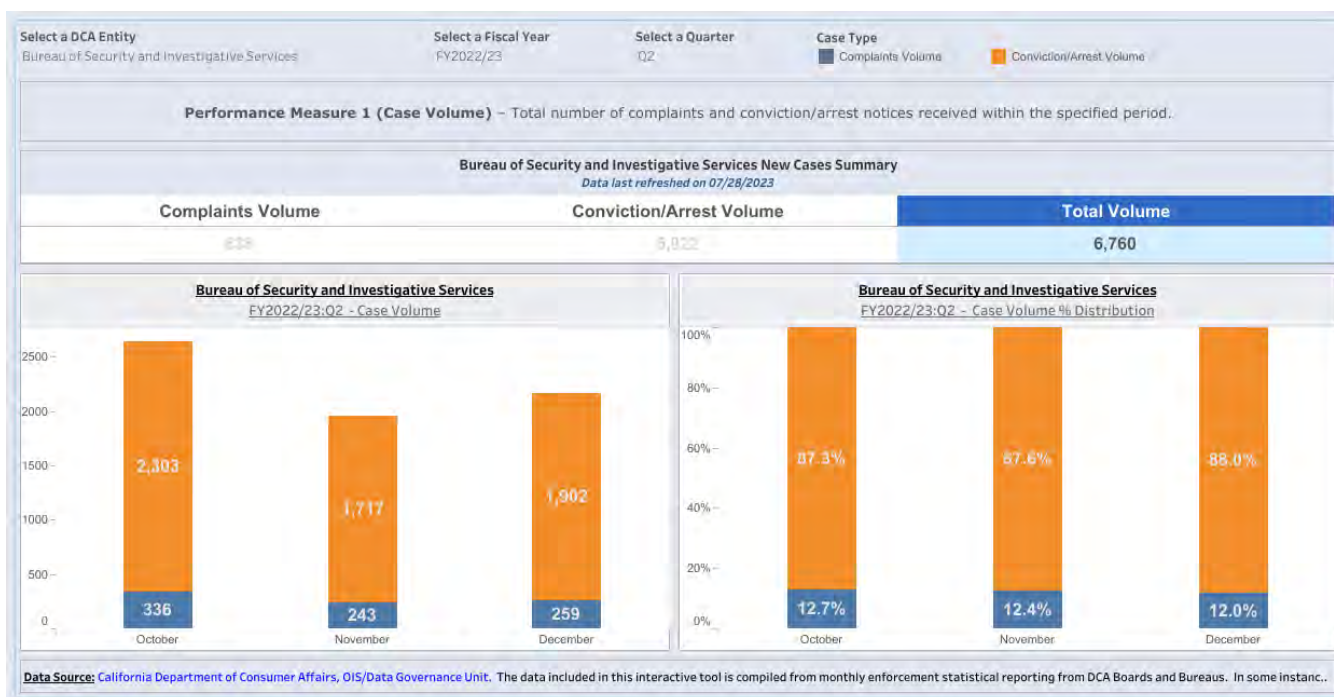 Select a DCA Entity Select a Fiscal Year Select a Quarter Case Type
Bureau of Security and Investigative Services FY2022/23 Q2 Complaints Volume Conviction/Arrest Volume
Performance Measure 1 (Case Volume) – Total number of complaints and conviction/arrest notices received within the specified period.
Bureau of Security and Investigative Services New Cases Summary
Data last refreshed on 07/28/2023
Complaints Volume Conviction/Arrest Volume Total Volume
838 5,922 6,760
Bureau of Security and Investigative Services
FY2022/23:Q2 - Case Volume
2500
2000
1500
1000
500
0
2,303
1,717
1,902
336
243
259
October November December
Bureau of Security and Investigative Services
FY2022/23:Q2 - Case Volume % Distribution
100%
80%
60%
40%
20%
0%
87.3% 87.6% 88.0%
12.7% 12.4% 12.0%
October November December
Data Source: California Department of Consumer Affairs, OIS/Data Governance Unit. The data included in this interactive tool is compiled from monthly enforcement statistical reporting from DCA Boards and Bureaus. In some instanc..